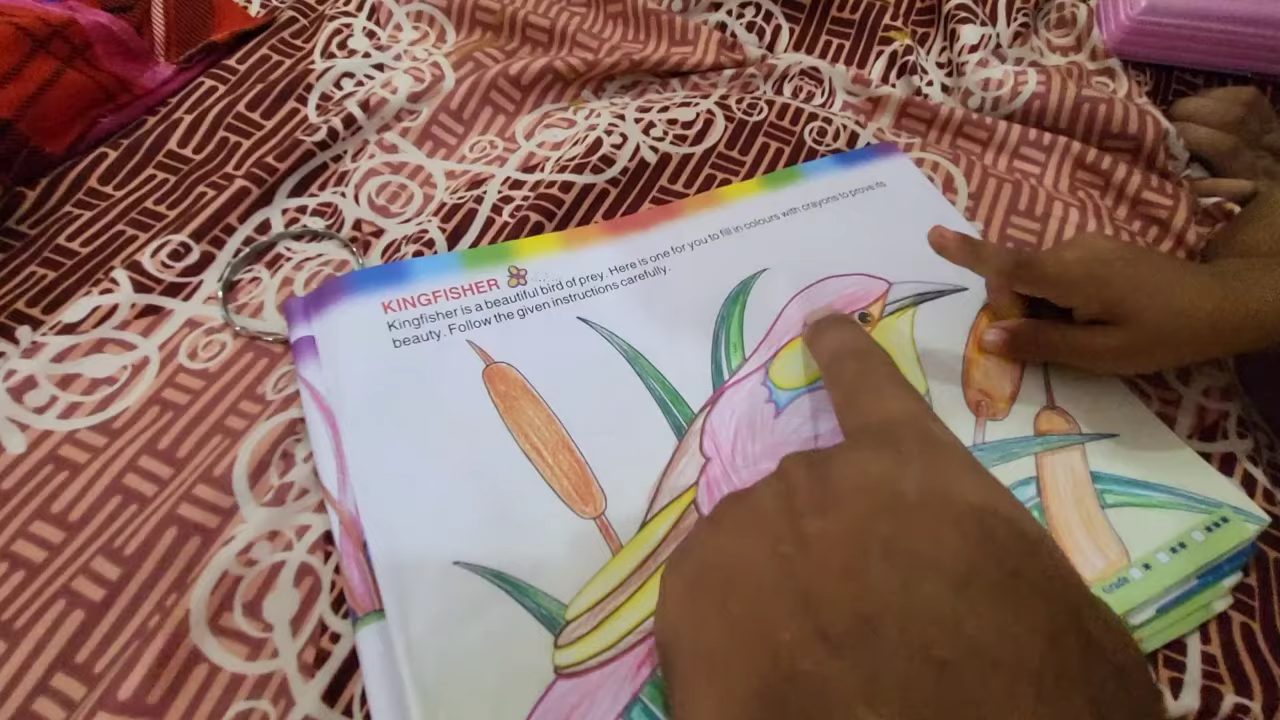 KINGFISHER
Kingfisher is a beautiful bird of prey. Here is one for you to fill in colours with crayons to prove its
beauty. Follow the given instructions carefully.
Grade